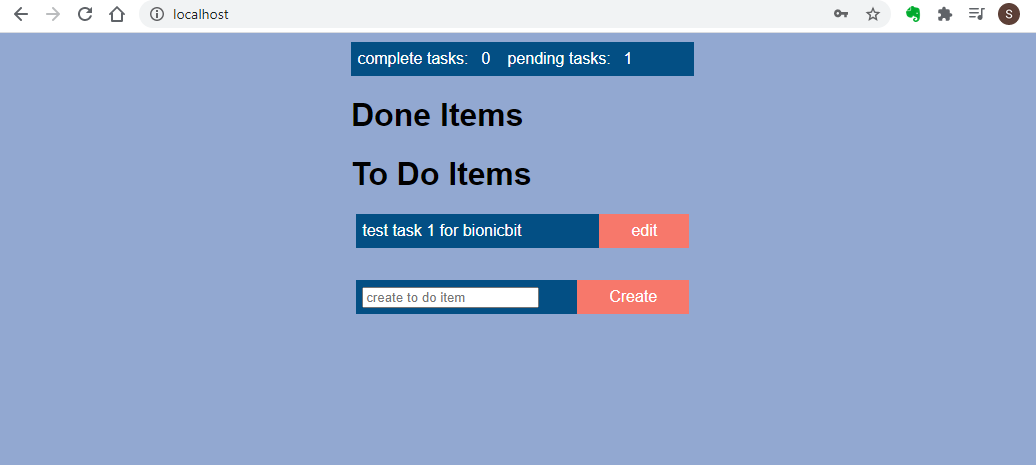 localhost
S
complete tasks: 0 pending tasks: 1
Done Items
To Do Items
test task 1 for bionicbit edit
create to do item Create